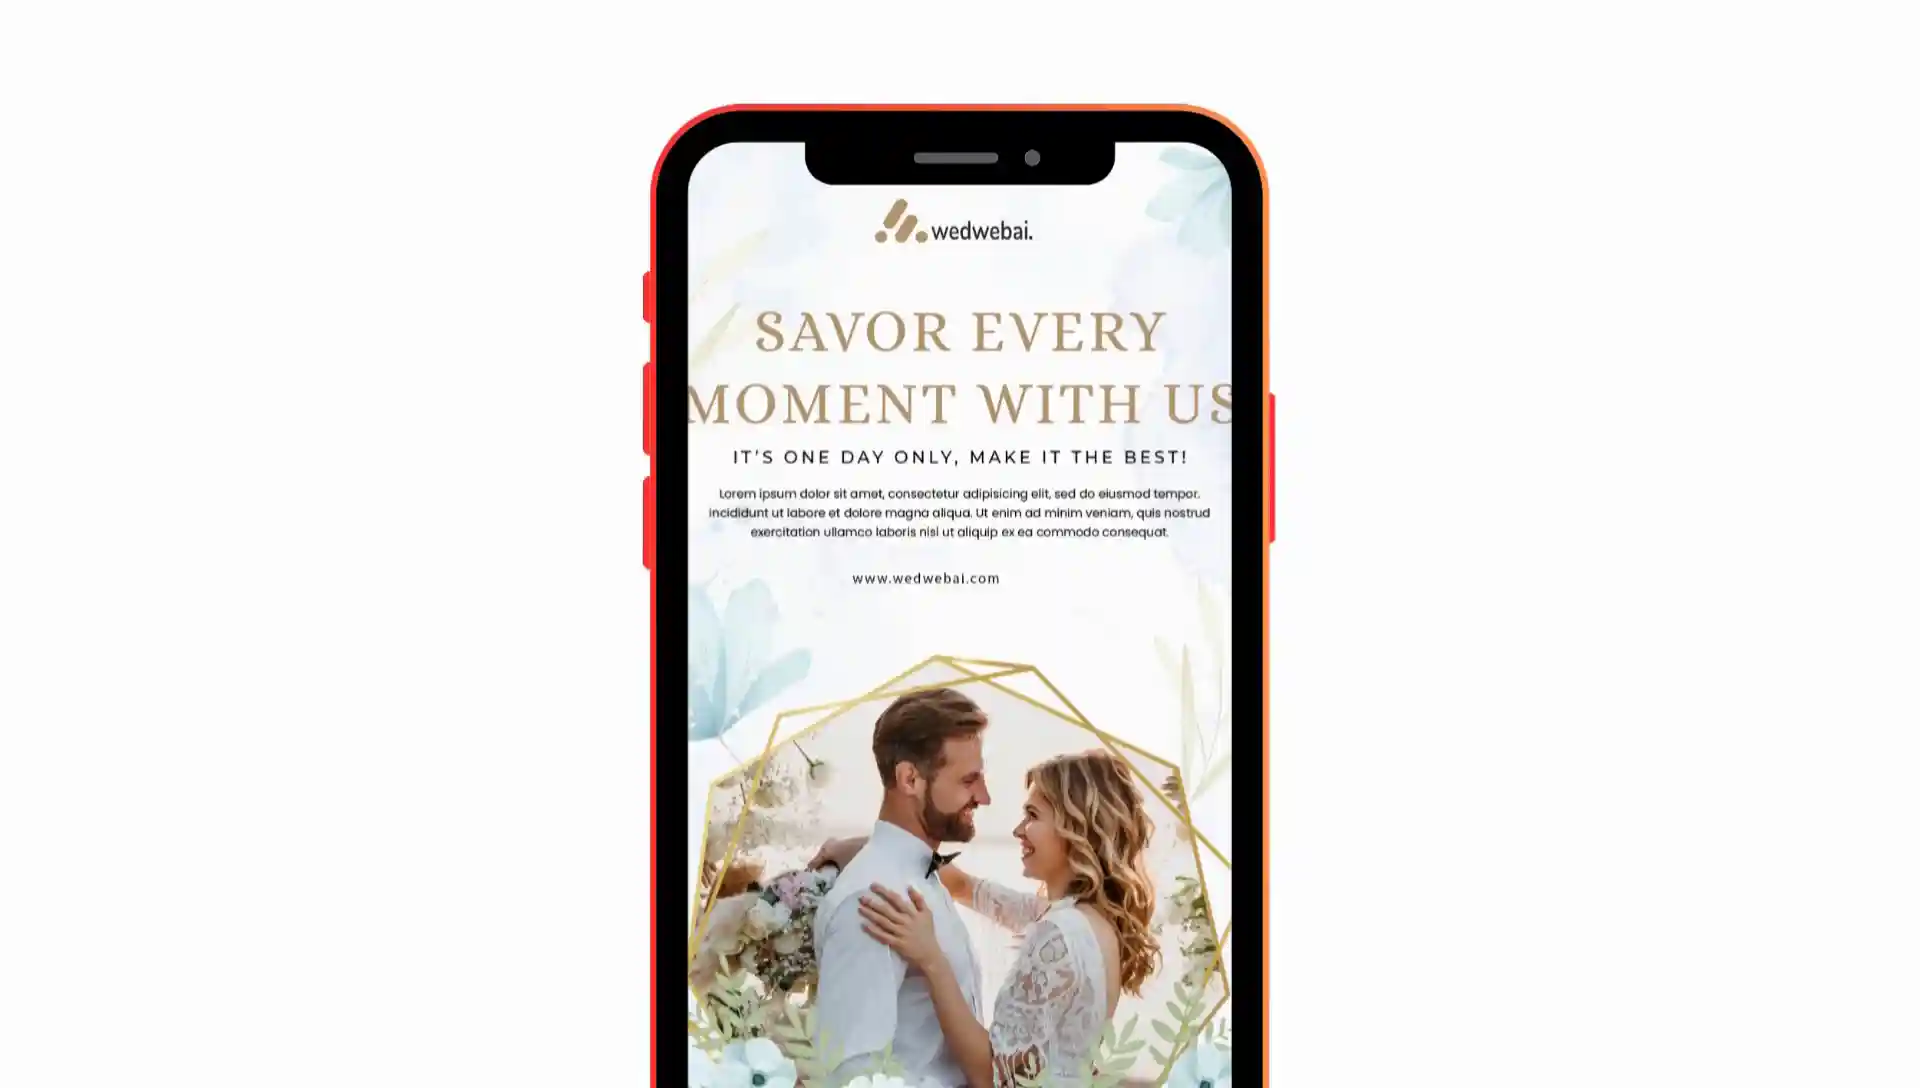 wedwebai.
SAVOR EVERY
MOMENT WITH US
IT'S ONE DAY ONLY, MAKE IT THE BEST!
Lorem ipsum dolor sit amet, consectetur adipisicing elit, sed do eiusmod tempor.
incididunt ut labore et dolore magna aliqua. Ut enim ad minim veniam, quis nostrud
exercitation ullamco laboris nisi ut aliquip ex ea commodo consequat.
www.wedwebai.com